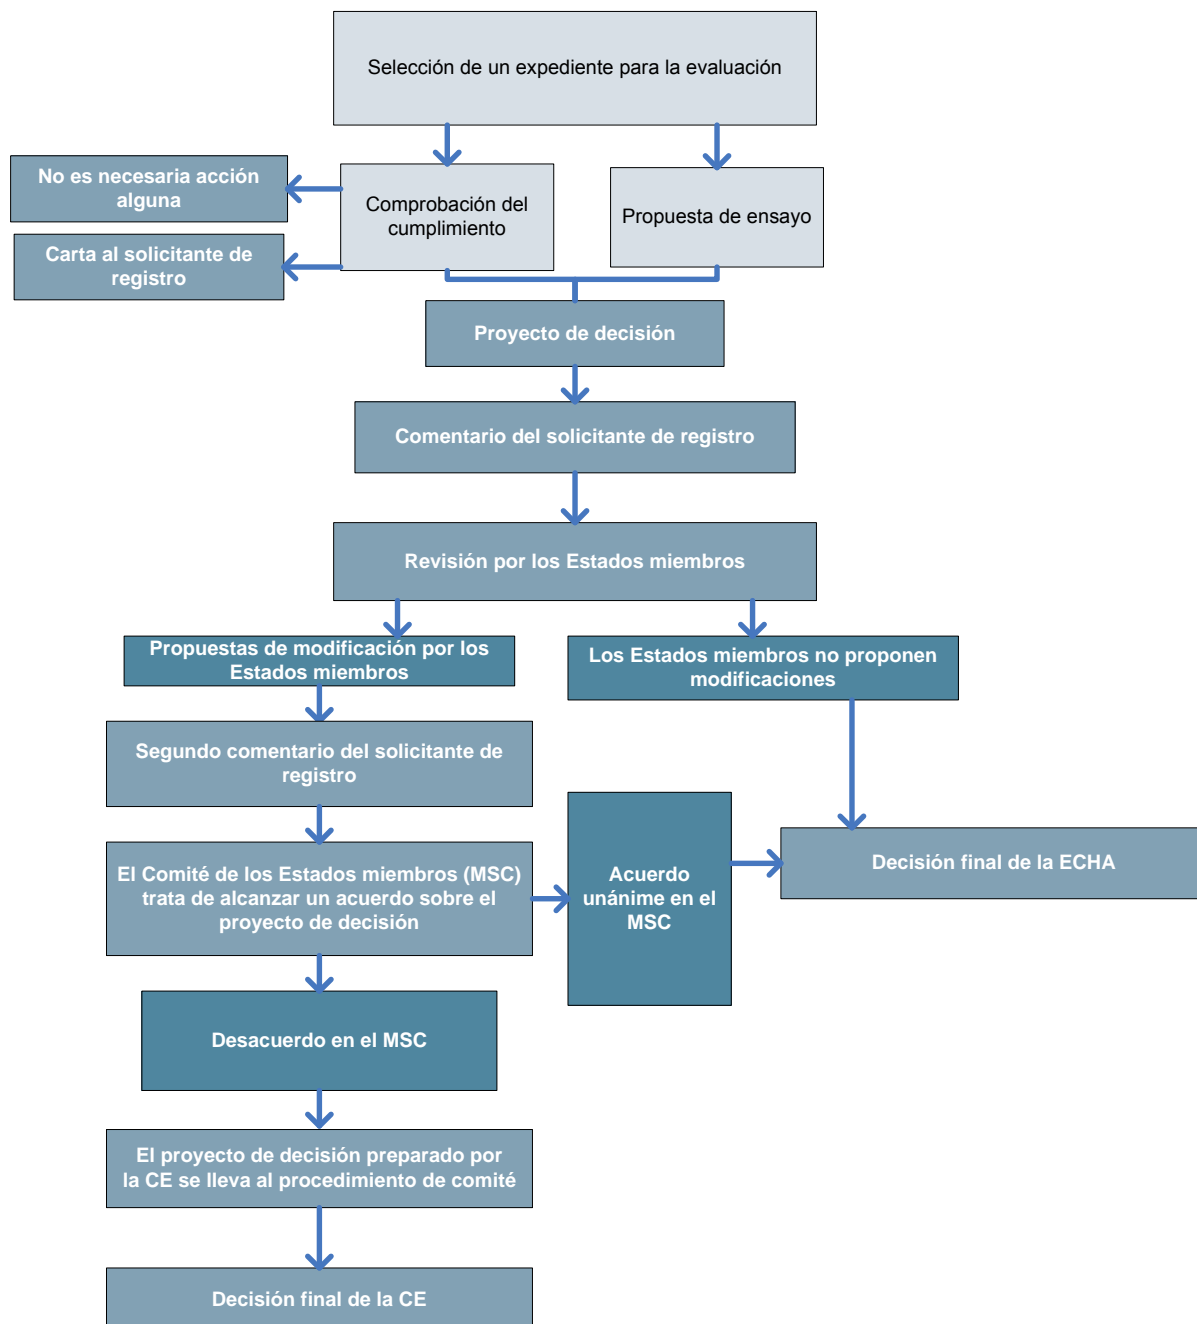 Selección de un expediente para la evaluación
No es necesaria acción
alguna
Comprobación del
cumplimiento
Propuesta de ensayo
Carta al solicitante de
registro
Proyecto de decisión
Comentario del solicitante de registro
Revisión por los Estados miembros
Propuestas de modificación por los
Estados miembros
Los Estados miembros no proponen
modificaciones
Segundo comentario del solicitante de
registro
El Comité de los Estados miembros (MSC)
trata de alcanzar un acuerdo sobre el
proyecto de decisión
Acuerdo
unánime en el
MSC
Decisión final de la ECHA
Desacuerdo en el MSC
El proyecto de decisión preparado por
la CE se lleva al procedimiento de comité
Decisión final de la CE